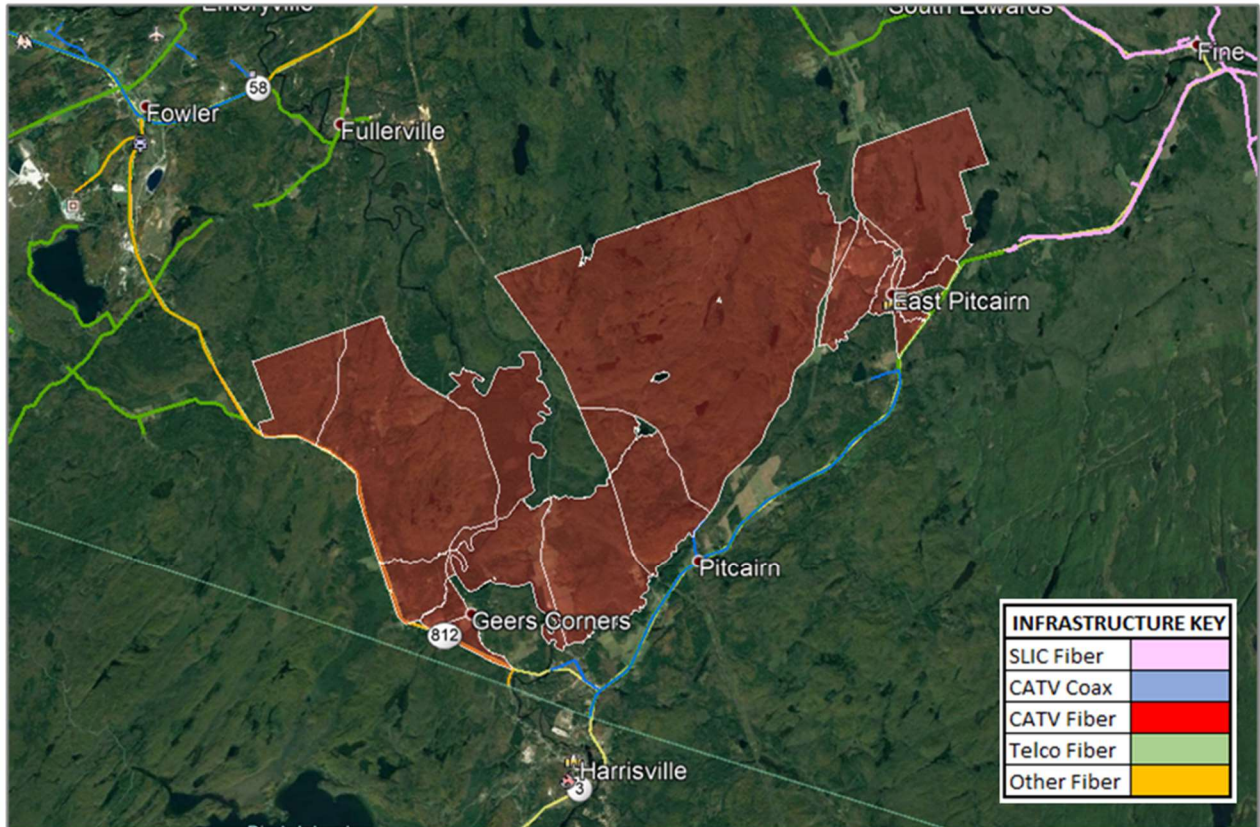 Emeryville
South Edwards
Fine
58
Fowler
Fullerville
East Pitcairn
Pitcairn
Geers Corners
812
Harrisville
3
INFRASTRUCTURE KEY
SLIC Fiber
CATV Coax
CATV Fiber
Telco Fiber
Other Fiber